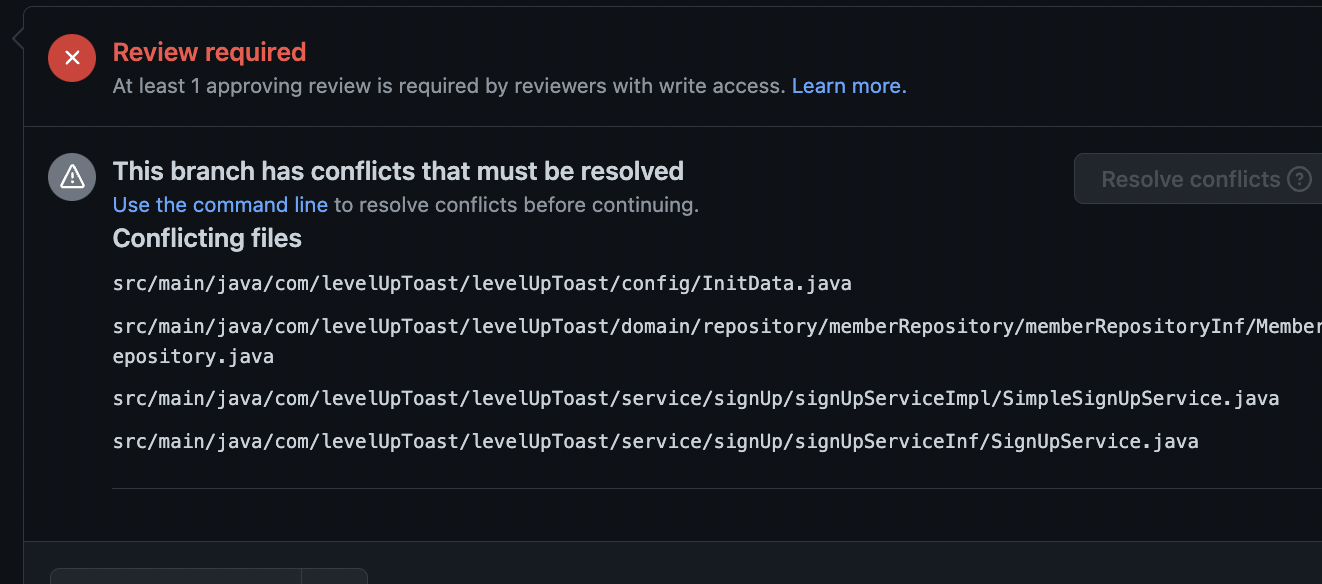 Review required
At least 1 approving review is required by reviewers with write access. Learn more.
This branch has conflicts that must be resolved
Resolve conflicts
Use the command line to resolve conflicts before continuing.
Conflicting files
src/main/java/com/levelUpToast/levelUpToast/config/InitData.java
src/main/java/com/levelUpToast/levelUpToast/domain/repository/memberRepository/memberRepositoryInf/Member
epository.java
src/main/java/com/levelUpToast/levelUpToast/service/signUp/signUpServiceImpl/SimpleSignUpService.java
src/main/java/com/levelUpToast/levelUpToast/service/signUp/signUpServiceInf/SignUpService.java